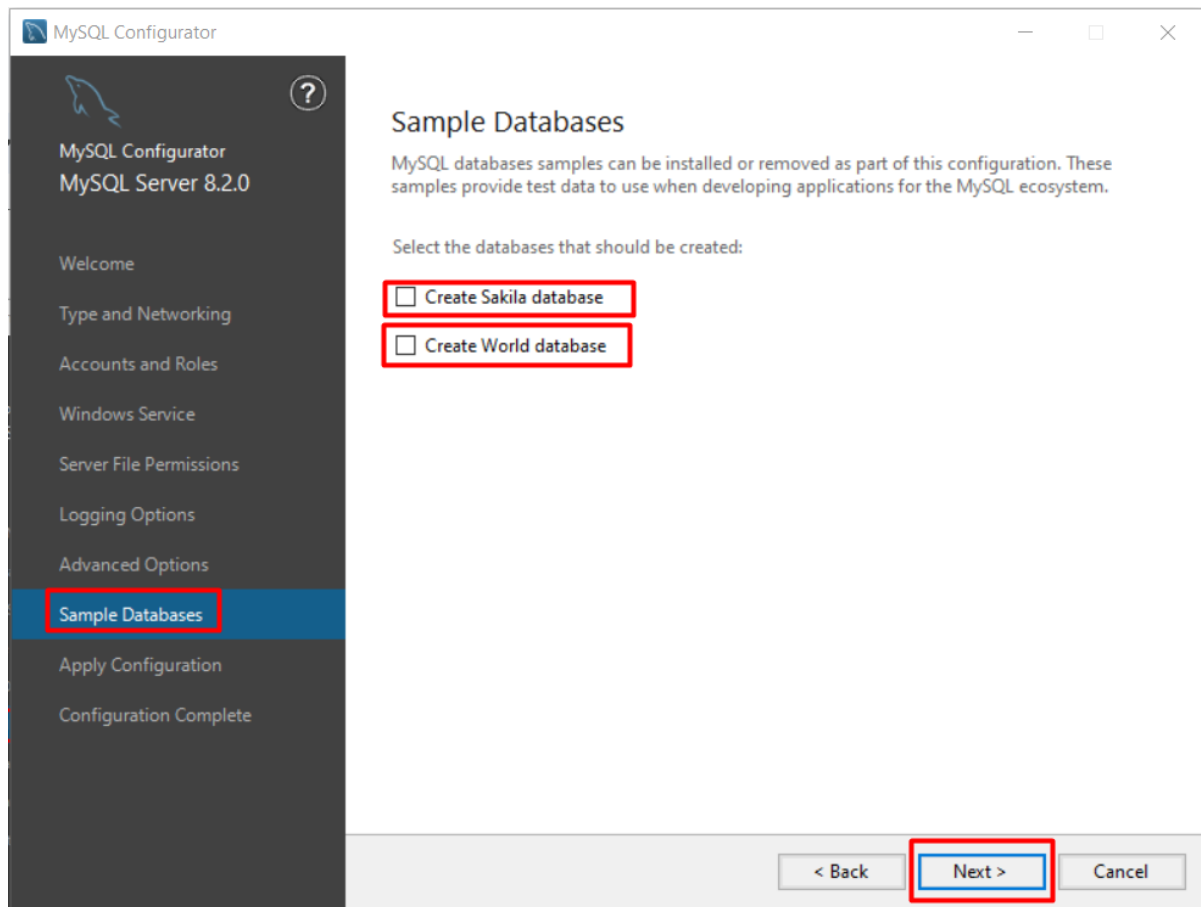 MySQL Configurator
?
MySQL Configurator
MySQL Server 8.2.0
Welcome
Type and Networking
Accounts and Roles
Windows Service
Server File Permissions
Logging Options
Advanced Options
Sample Databases
Apply Configuration
Configuration Complete
Sample Databases
MySQL databases samples can be installed or removed as part of this configuration. These
samples provide test data to use when developing applications for the MySQL ecosystem.
Select the databases that should be created:
Create Sakila database
Create World database
< Back
Next >
Cancel